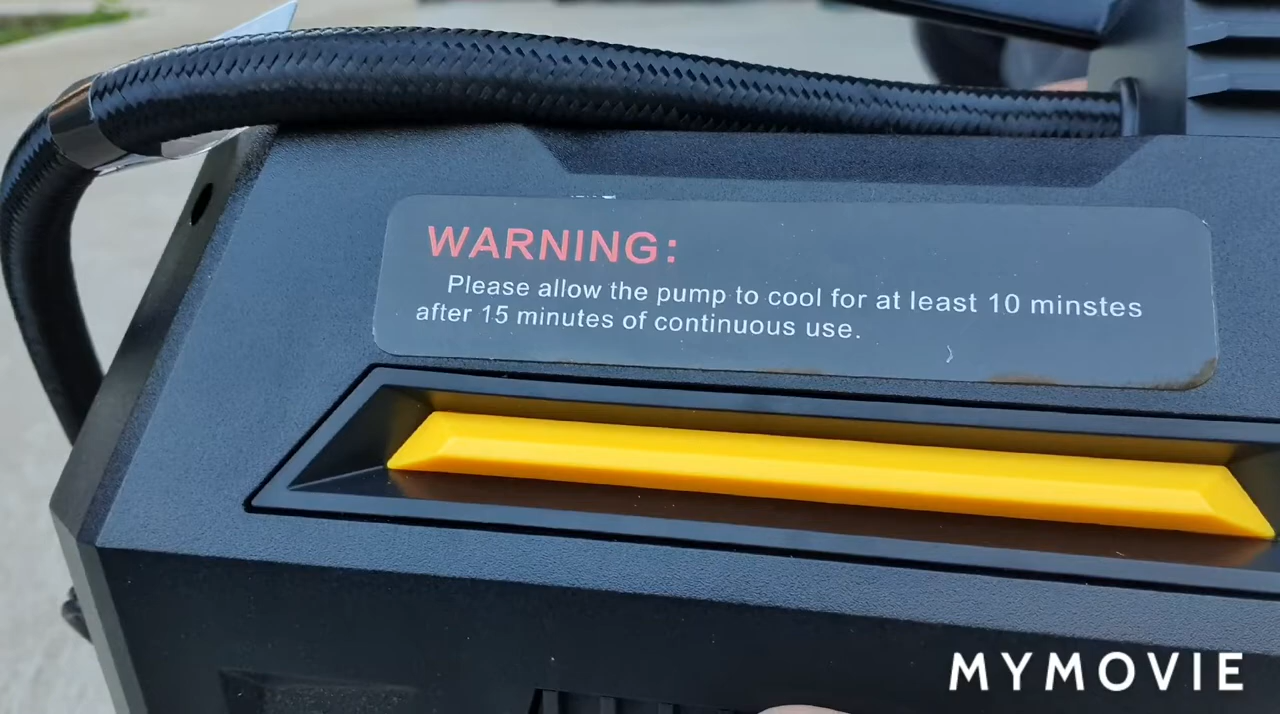 WARNING:
Please allow the pump to cool for at least 10 minstes
after 15 minutes of continuous use.
MYMOVIE